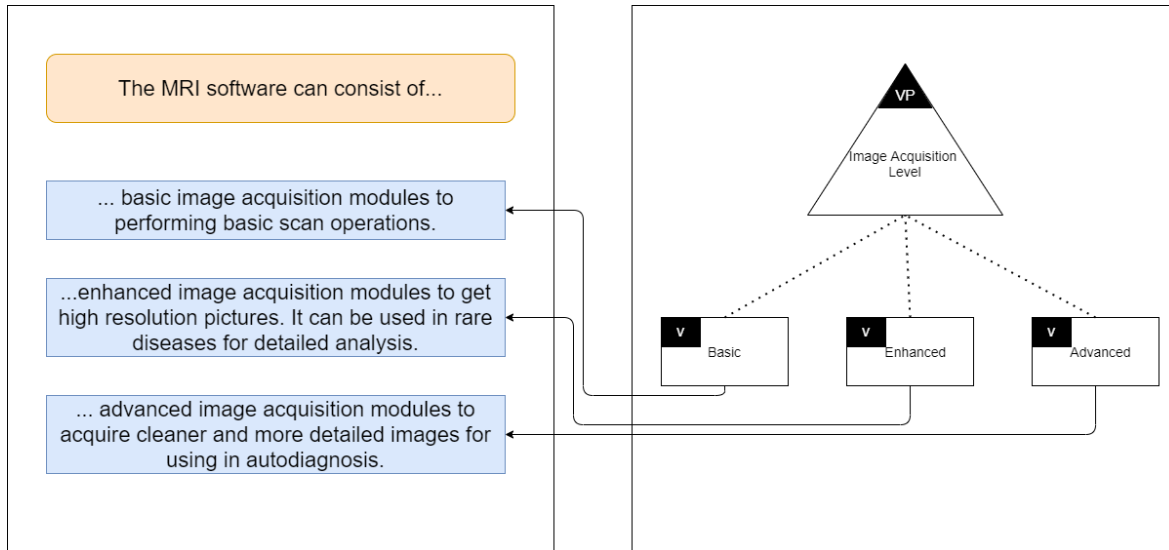 The MRI software can consist of...
... basic image acquisition modules to
performing basic scan operations.
...enhanced image acquisition modules to get
high resolution pictures. It can be used in rare
diseases for detailed analysis.
... advanced image acquisition modules to
acquire cleaner and more detailed images for
using in autodiagnosis.
VP
Image Acquisition
Level
V
Basic
V
Enhanced
V
Advanced